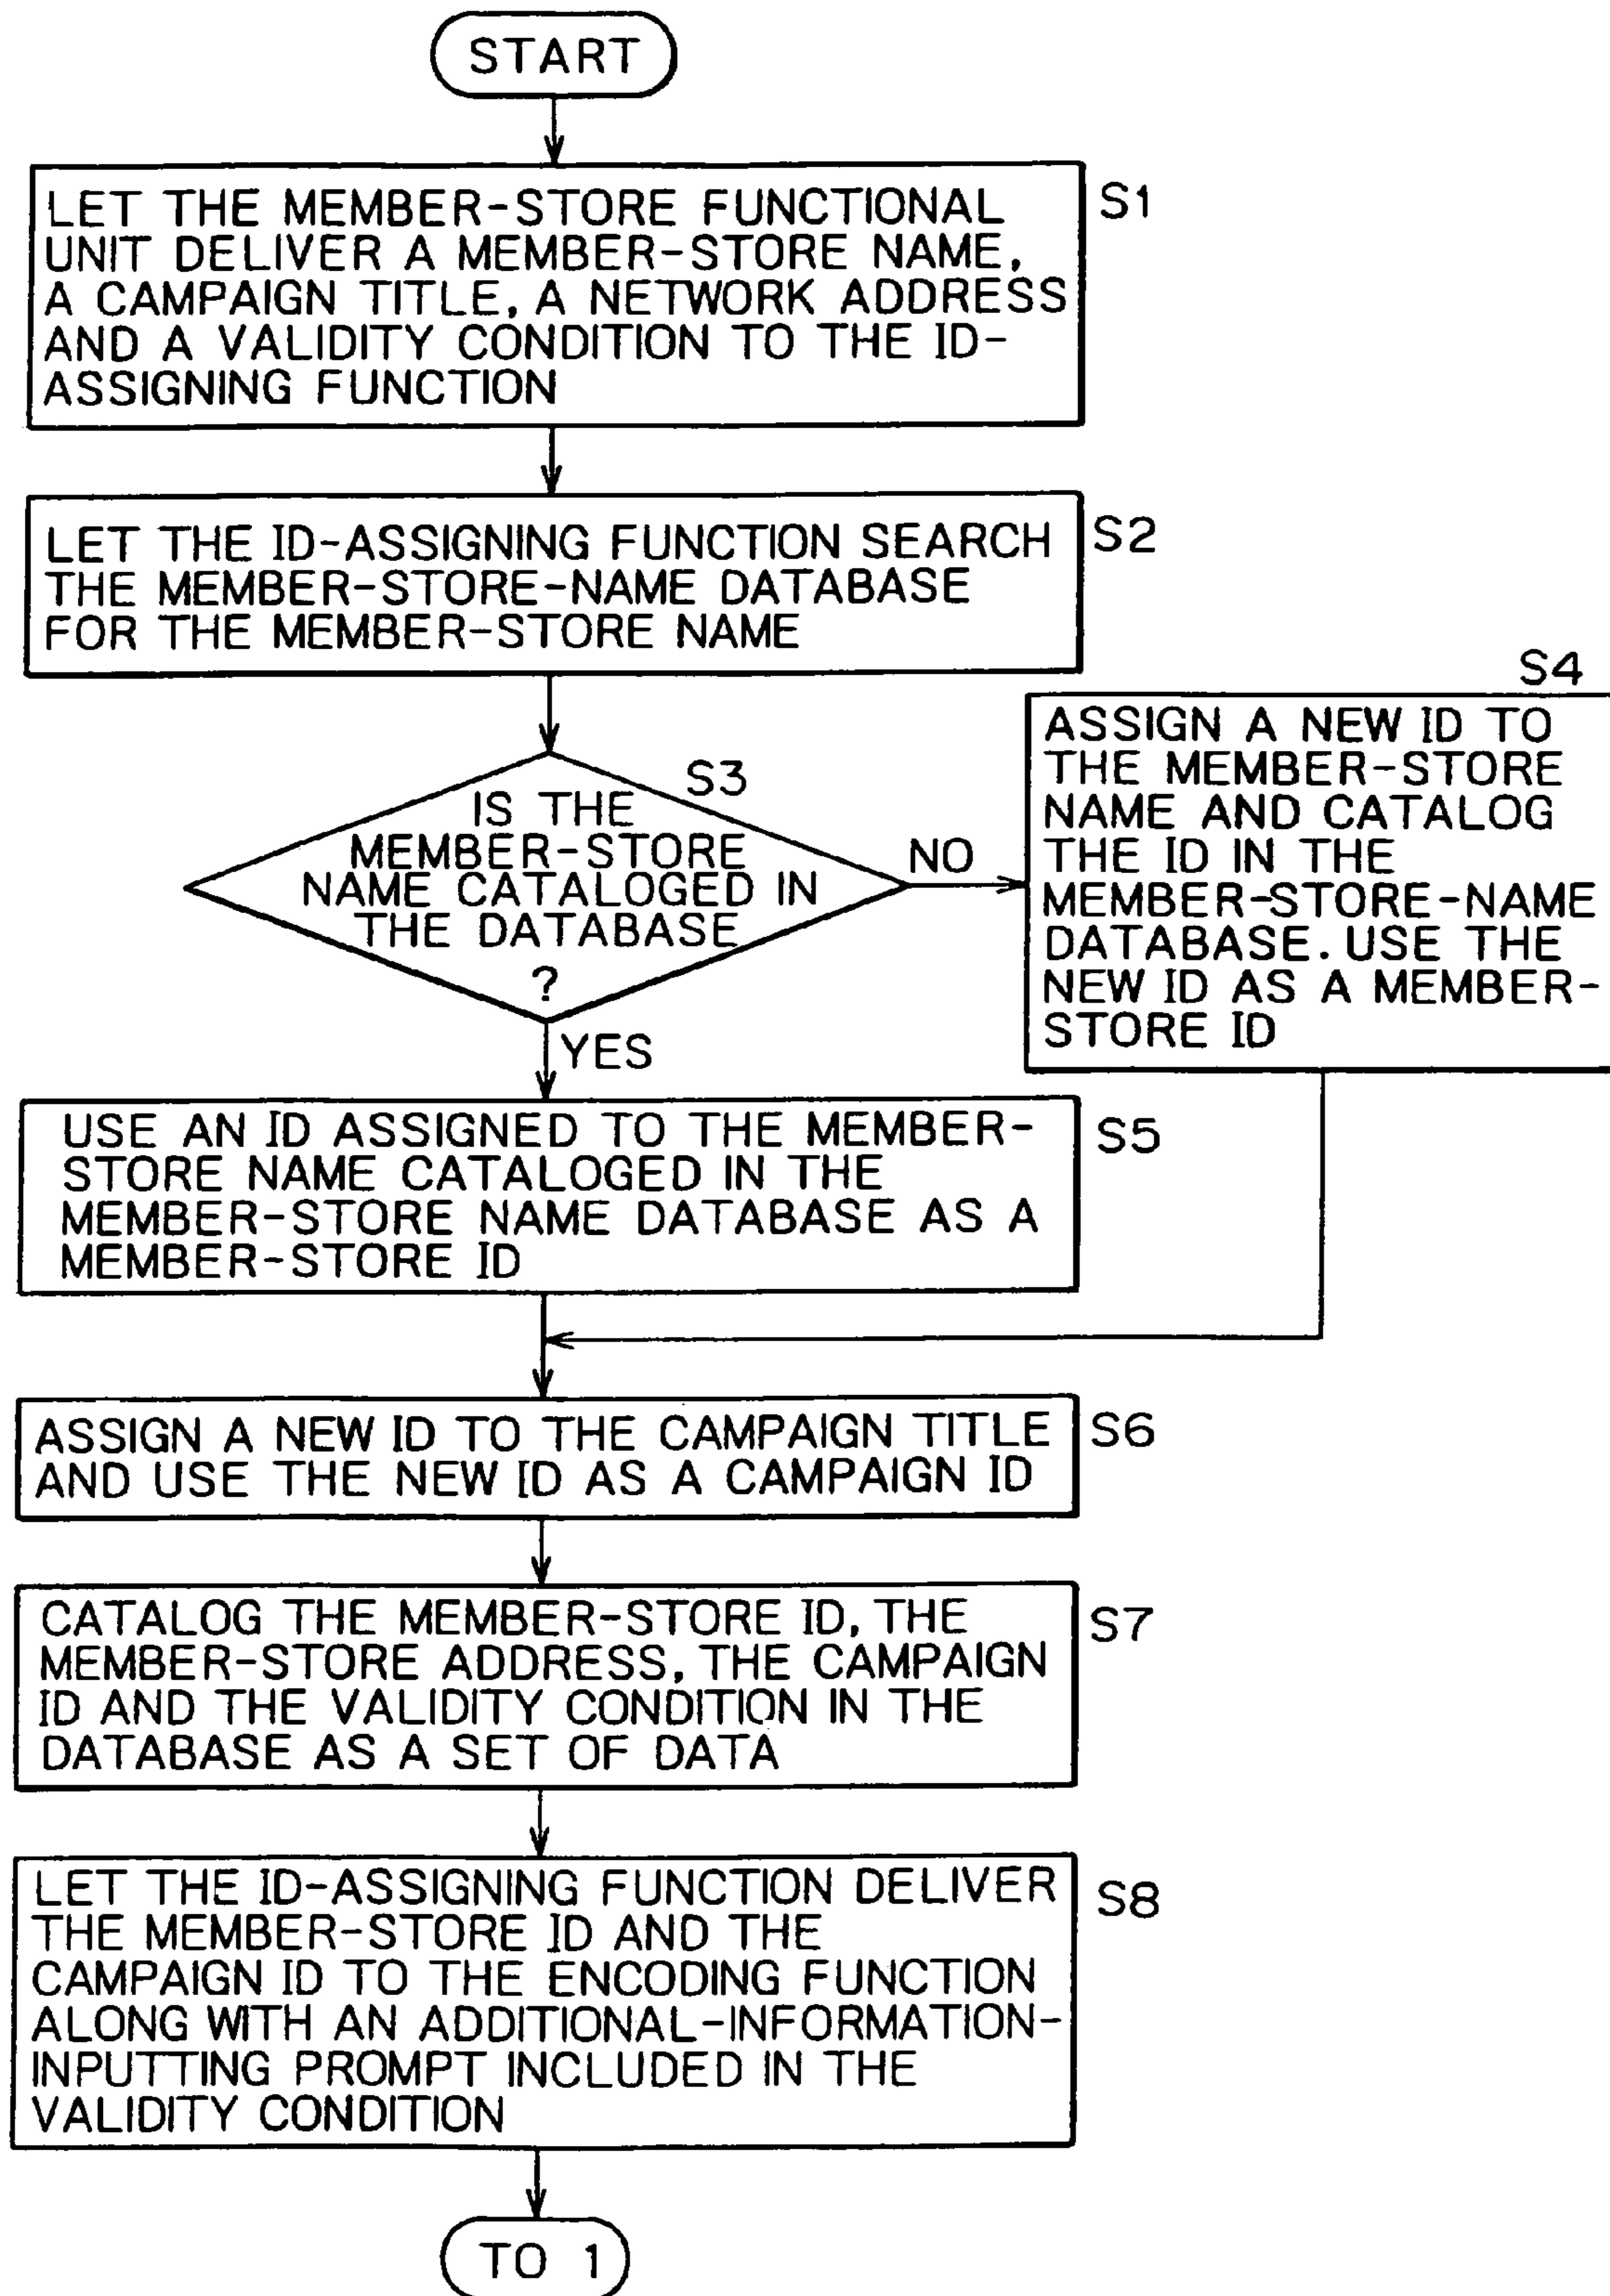 START
S1
LET THE MEMBER-STORE FUNCTIONAL
UNIT DELIVER A MEMBER-STORE NAME,
A CAMPAIGN TITLE, A NETWORK ADDRESS
AND A VALIDITY CONDITION TO THE ID-
ASSIGNING FUNCTION
S2
LET THE ID-ASSIGNING FUNCTION SEARCH
THE MEMBER-STORE-NAME DATABASE
FOR THE MEMBER-STORE NAME
S3
IS THE
MEMBER-STORE
NAME CATALOGED IN
THE DATABASE
?
NO
S4
ASSIGN A NEW ID TO
THE MEMBER-STORE
NAME AND CATALOG
THE ID IN THE
MEMBER-STORE-NAME
DATABASE. USE THE
NEW ID AS A MEMBER-
STORE ID
YES
S5
USE AN ID ASSIGNED TO THE MEMBER-
STORE NAME CATALOGED IN THE
MEMBER-STORE NAME DATABASE AS A
MEMBER-STORE ID
S6
ASSIGN A NEW ID TO THE CAMPAIGN TITLE
AND USE THE NEW ID AS A CAMPAIGN ID
S7
CATALOG THE MEMBER-STORE ID, THE
MEMBER-STORE ADDRESS, THE CAMPAIGN
ID AND THE VALIDITY CONDITION IN THE
DATABASE AS A SET OF DATA
S8
LET THE ID-ASSIGNING FUNCTION DELIVER
THE MEMBER-STORE ID AND THE
CAMPAIGN ID TO THE ENCODING FUNCTION
ALONG WITH AN ADDITIONAL-INFORMATION-
INPUTTING PROMPT INCLUDED IN THE
VALIDITY CONDITION
TO 1